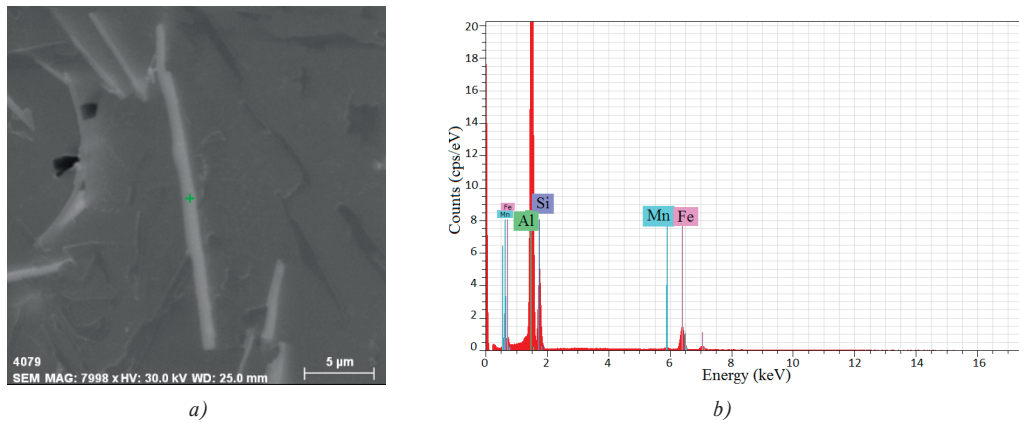 4079
5 µm
SEM MAG: 7998 x HV: 30.0 kV WD: 25.0 mm
a)
Counts (cps/eV)
20
18
16
14
12
10
8
6
4
2
0
Fe
Mn
Al
Si
Mn
Fe
0 2 4 6 8 10 12 14 16
Energy (keV)
b)